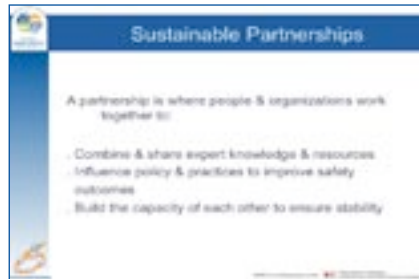 Sustainable Partnerships
A partnership is where people & organizations work
together to:
. Combine & share expert knowledge & resources
. Influence policy & practices to improve safety
outcomes
. Build the capacity of each other to ensure stability